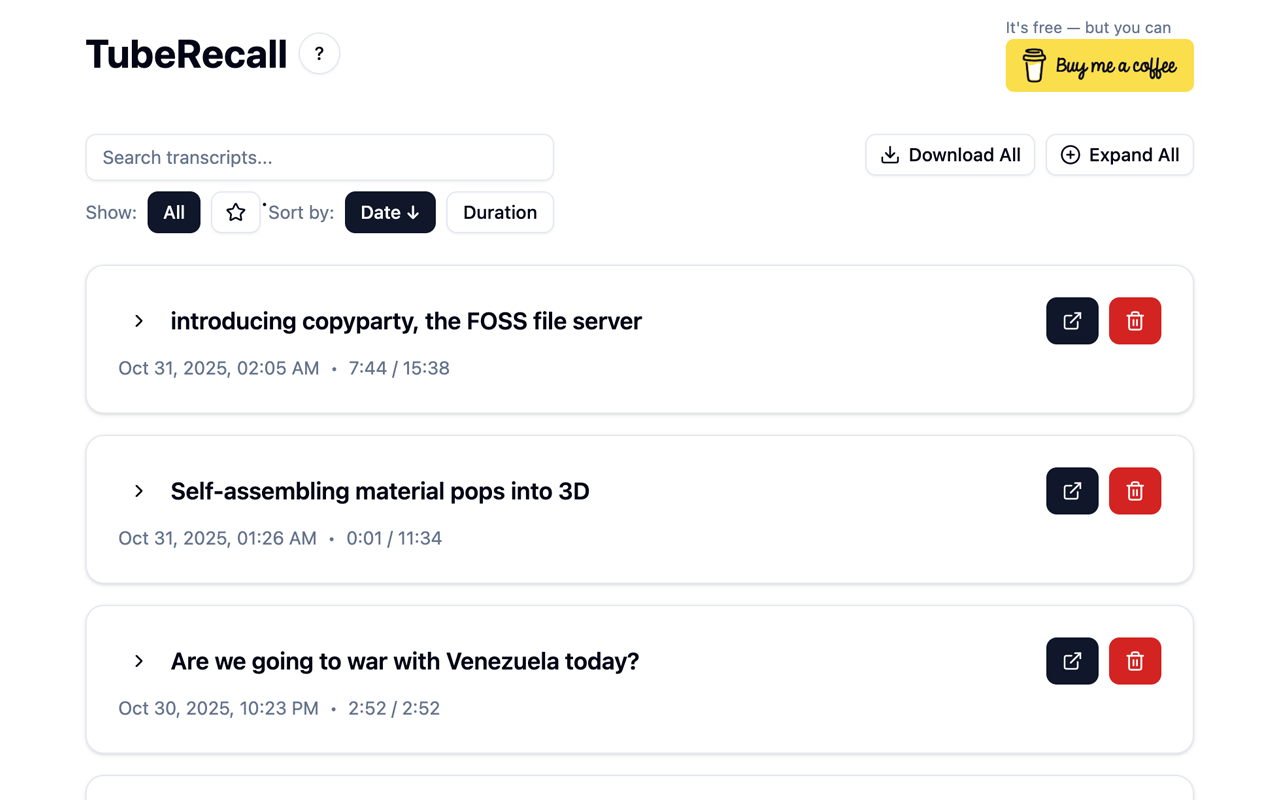 It's free — but you can
TubeRecall ?
Buy me a coffee
Search transcripts...
Download All
Expand All
Show: All • Sort by: Date ↓ Duration
introducing copyparty, the FOSS file server
Oct 31, 2025, 02:05 AM • 7:44 / 15:38
Self-assembling material pops into 3D
Oct 31, 2025, 01:26 AM • 0:01 / 11:34
Are we going to war with Venezuela today?
Oct 30, 2025, 10:23 PM • 2:52 / 2:52